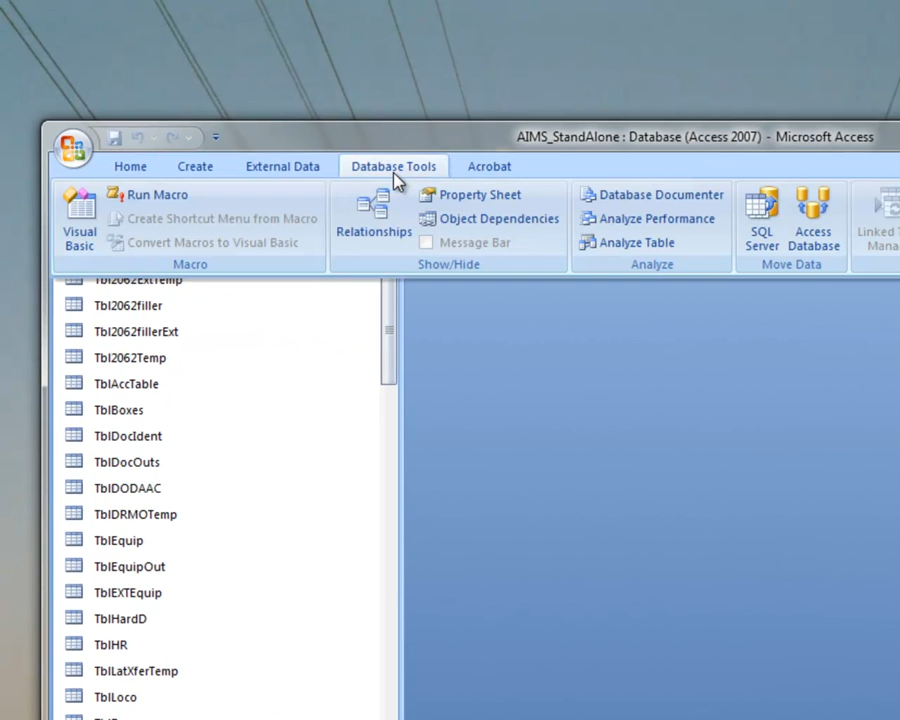 AIMS_StandAlone : Database (Access 2007) - Microsoft Access
Home Create External Data Database Tools Acrobat
Visual Basic
Run Macro
Create Shortcut Menu from Macro
Convert Macros to Visual Basic
Macro
Relationships
Property Sheet
Object Dependencies
Message Bar
Show/Hide
Database Documenter
Analyze Performance
Analyze Table
Analyze
SQL Server
Access Database
Move Data
Linked T
Mana
Tbl2062ExtTemp
Tbl2062filler
Tbl2062fillerExt
Tbl2062Temp
TblAccTable
TblBoxes
TblDocIdent
TblDocOuts
TblDODAAC
TblDRMOTemp
TblEquip
TblEquipOut
TblEXTEquip
TblHardD
TblHR
TblLatXferTemp
TblLoco